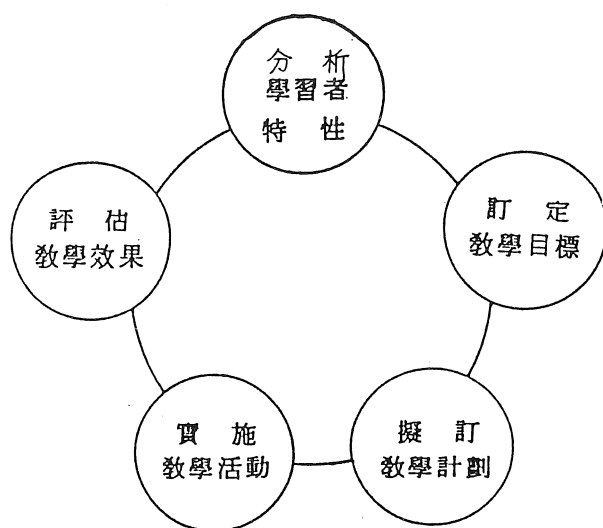 分析
學習者
特性
訂定
教學目標
擬訂
教學計劃
實施
教學活動
評估
教學效果